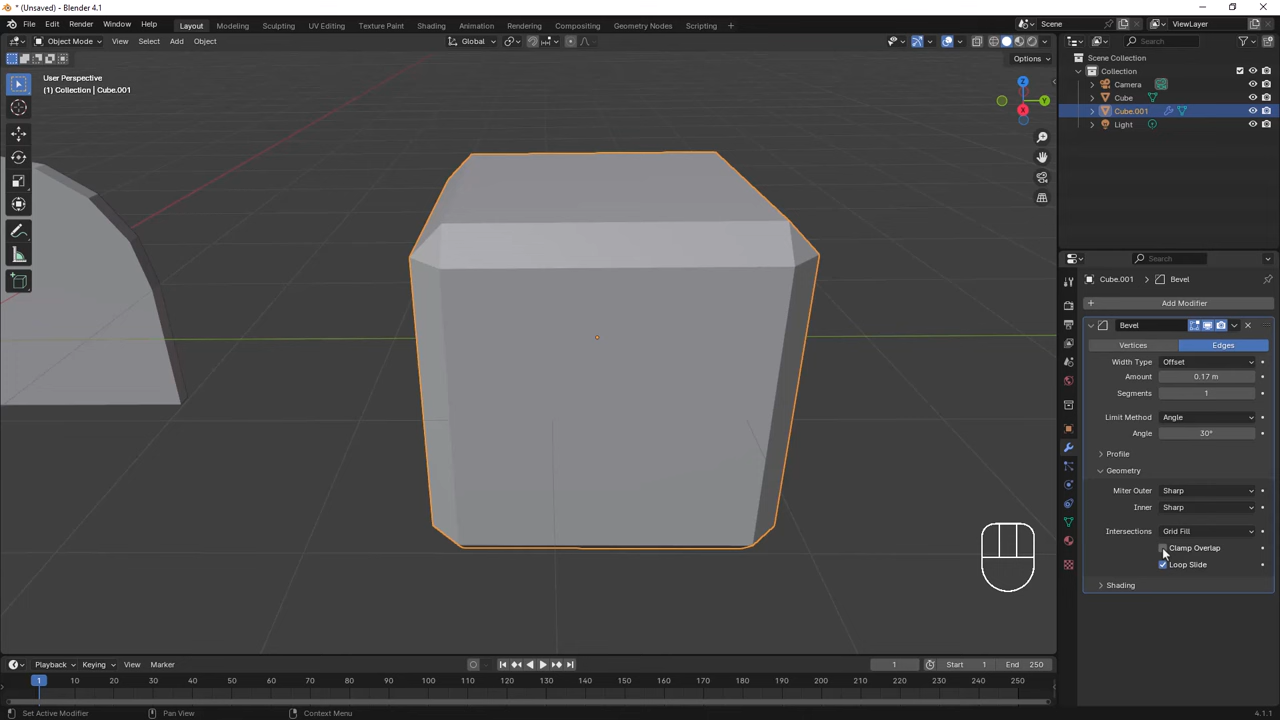 * (Unsaved) - Blender 4.1
File Edit Render Window Help Layout Modeling Sculpting UV Editing Texture Paint Shading Animation Rendering Compositing Geometry Nodes Scripting + Scene ViewLayer
Object Mode View Select Add Object Global Search
Options
User Perspective
(1) Collection | Cube.001
Z
Y
X
Scene Collection
Collection
Camera
Cube
Cube.001
Light
Search
Cube.001 > Bevel
+ Add Modifier
Bevel
Vertices Edges
Width Type Offset
Amount 0.17 m
Segments 1
Limit Method Angle
Angle 30°
Profile
Geometry
Miter Outer Sharp
Inner Sharp
Intersections Grid Fill
Clamp Overlap
Loop Slide
Shading
Playback Keying View Marker 1 Start 1 End 250
1 10 20 30 40 50 60 70 80 90 100 110 120 130 140 150 160 170 180 190 200 210 220 230 240 250
Set Active Modifier Pan View Context Menu 4.1.1